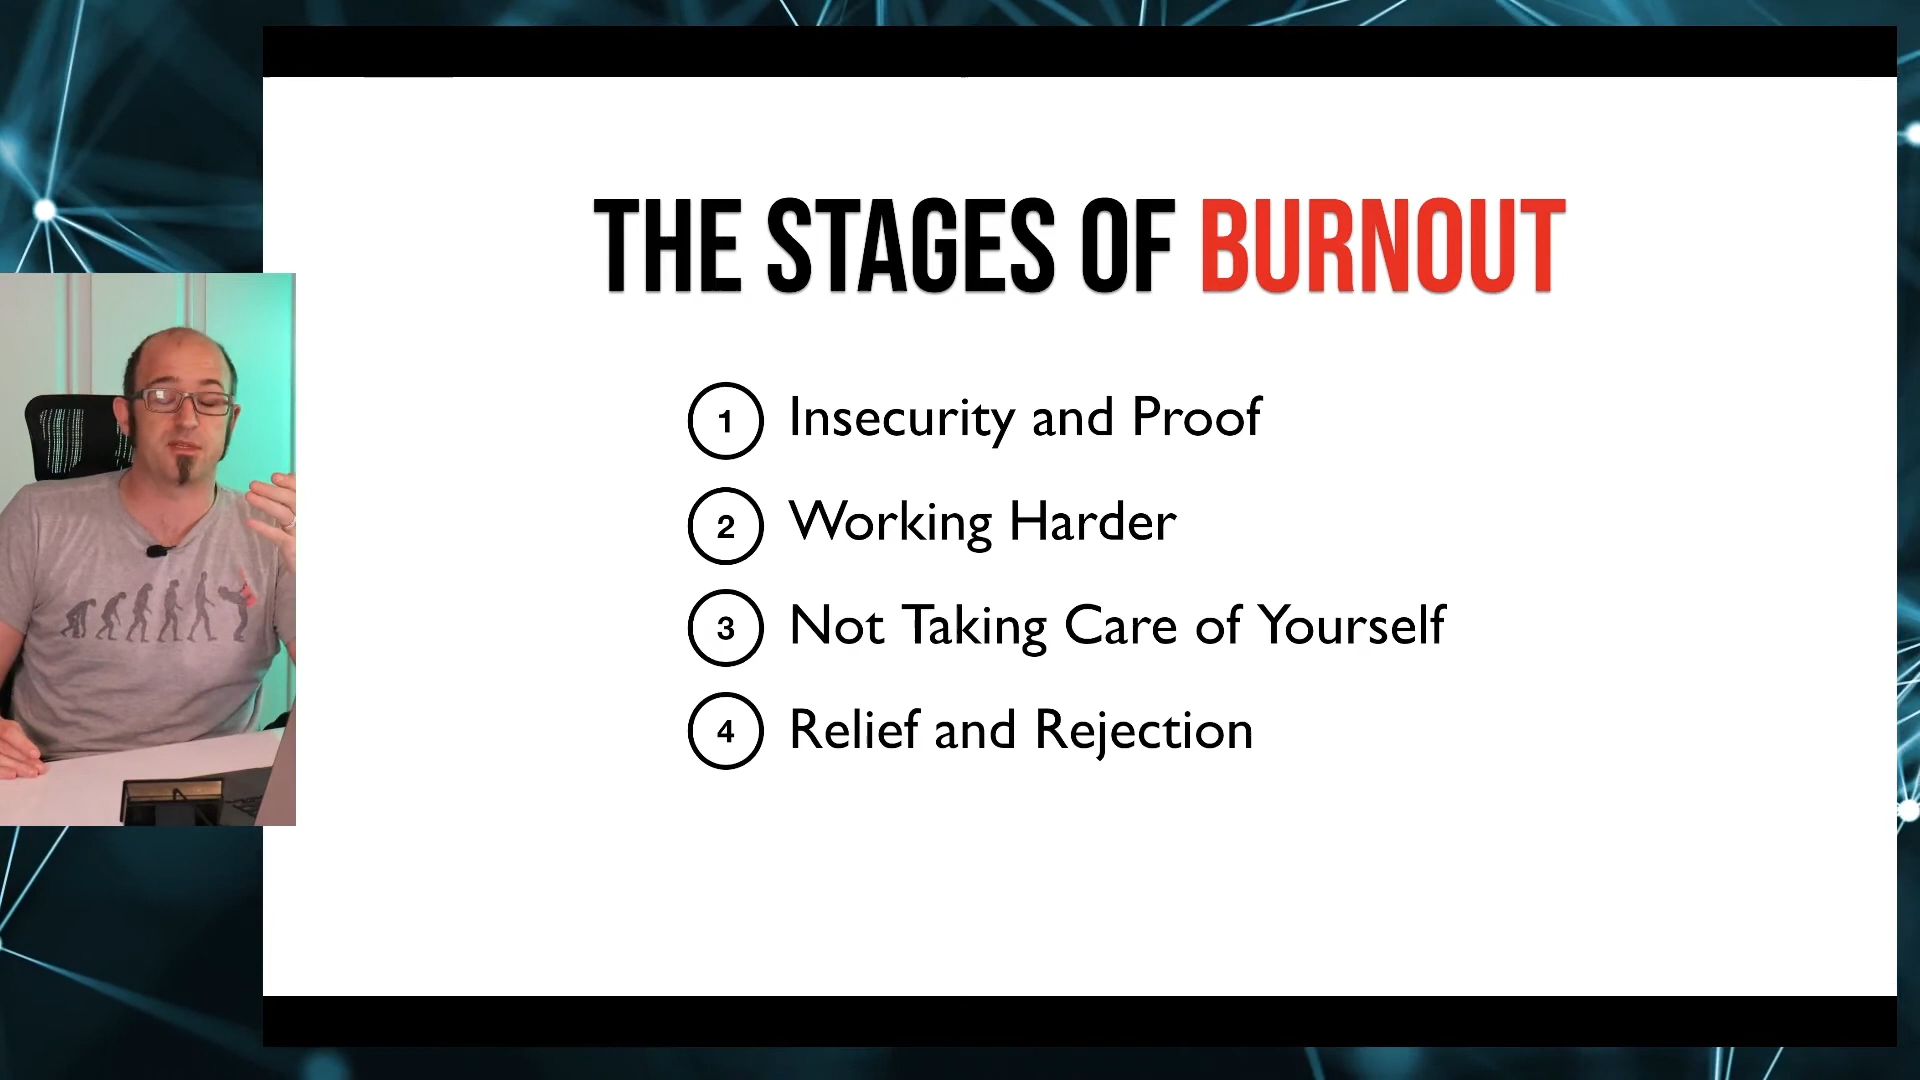 THE STAGES OF BURNOUT
1 Insecurity and Proof
2 Working Harder
3 Not Taking Care of Yourself
4 Relief and Rejection